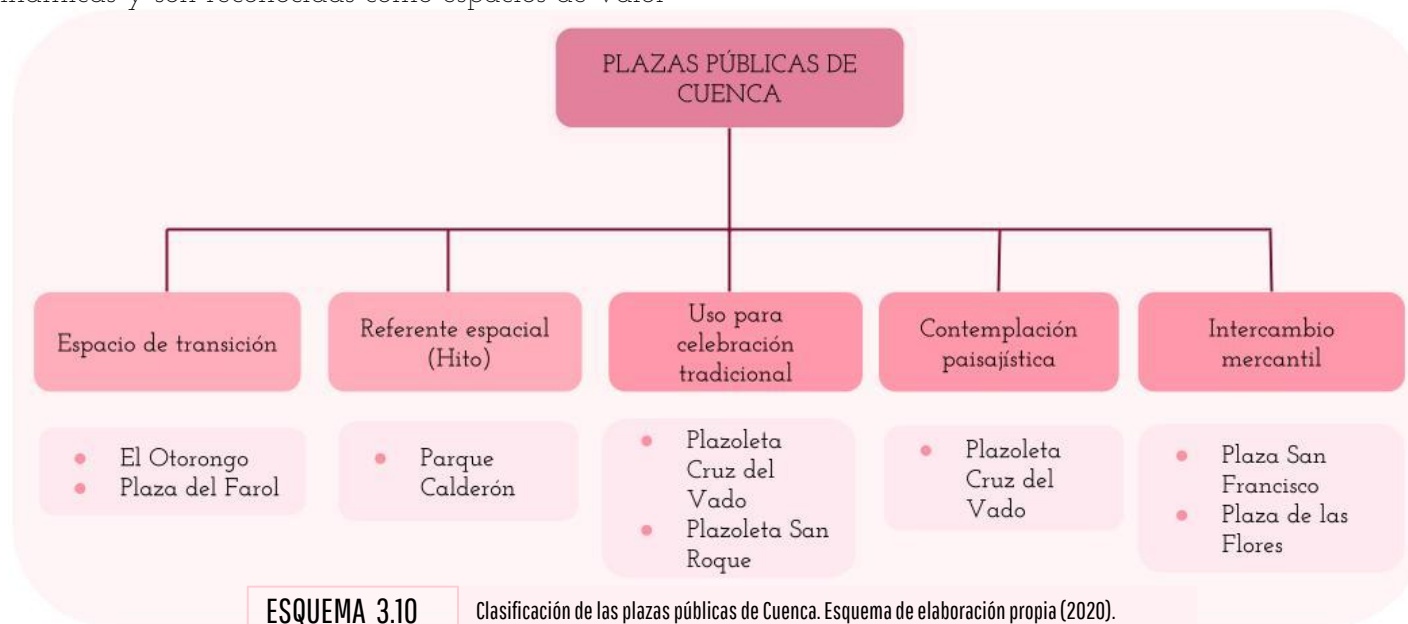 y son reconocidas como espacios de valor
PLAZAS PÚBLICAS DE
CUENCA
Espacio de transición
Referente espacial
(Hito)
Uso para
celebración
tradicional
Contemplación
paisajística
Intercambio
mercantil
El Otorongo
Plaza del Farol
Parque
Calderón
Plazoleta
Cruz del
Vado
Plazoleta San
Roque
Plazoleta
Cruz del
Vado
Plaza San
Francisco
Plaza de las
Flores
ESQUEMA 3.10
Clasificación de las plazas públicas de Cuenca. Esquema de elaboración propia (2020).